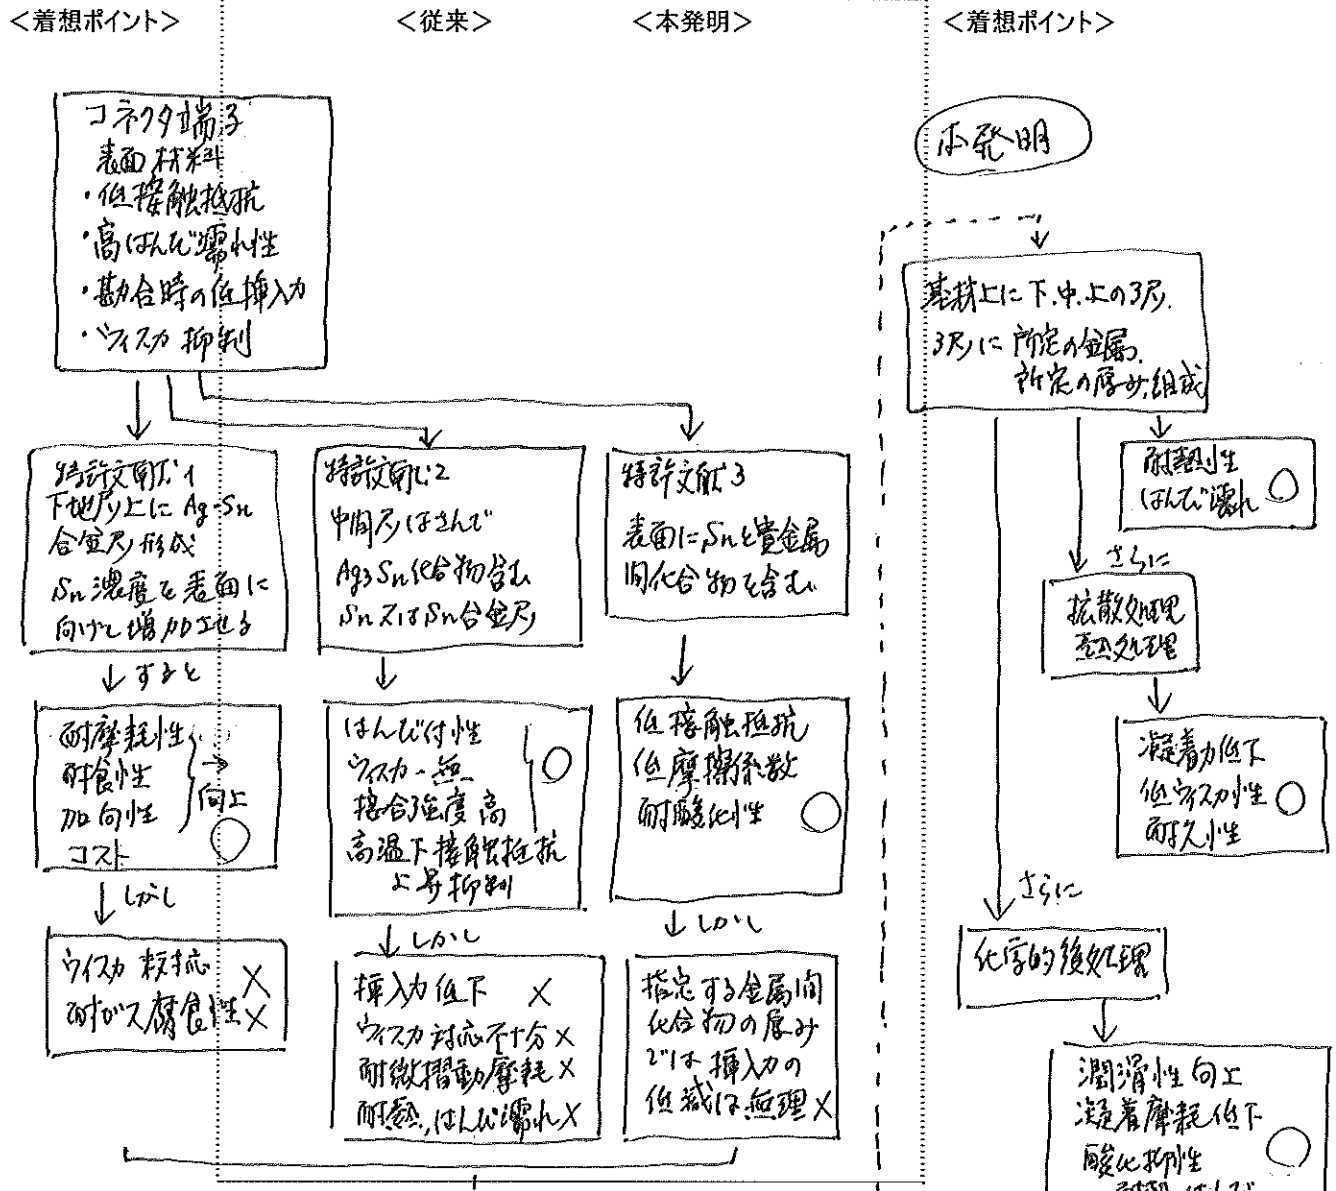 <着想ポイント>
<従来>
<本発明>
<着想ポイント>
コネクタ端子
表面材料
・低接触抵抗
・高はんだ濡れ性
・勘合時の低挿入力
・ウィスカ抑制
特許文献1
下地尸上にAg-Sn
合金尸形成
Sn濃度を表面に
向けて増加させる
↓すると
耐摩耗性
耐食性
加向性
コスト
→向上
○
↓しかし
ウイスカ対応 ×
耐ガス腐食性×
特許文献2
中間尸はさんで
Ag3Sn化合物含む
Sn又はSn合金尸
はんだ付性
ウィスカー無
接合強度 高
○
高温下接触抵抗
上昇抑制
↓しかし
挿入力低下 ×
ウィスカ対応不十分×
耐微摺動摩耗×
耐熱,はんだ濡れ×
特許文献3
表面にSnと貴金属
間化合物を含む
低接触抵抗
低摩擦係数
耐酸化性
○
↓しかし
指定する金属間
化合物の厚み
では挿入力の
低減は無理×
本発明
基材上に下.中.上の3尸.
3尸に所定の金属、
所定の厚み,組成
耐熱性
はんだ濡れ
○
さらに
拡散処理
熱処理
凝着力低下
低ウィスカ性
耐久性
○
さらに
化学的後処理
潤滑性向上
凝着摩耗低下
酸化抑性
○